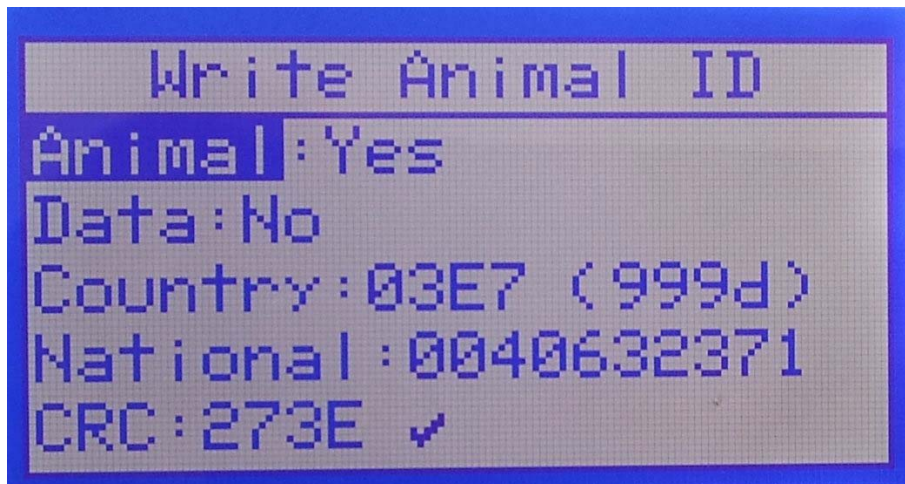 Write Animal ID
Animal:Yes
Data:No
Country:03E7 (999d)
National:0040632371
CRC:273E ✔